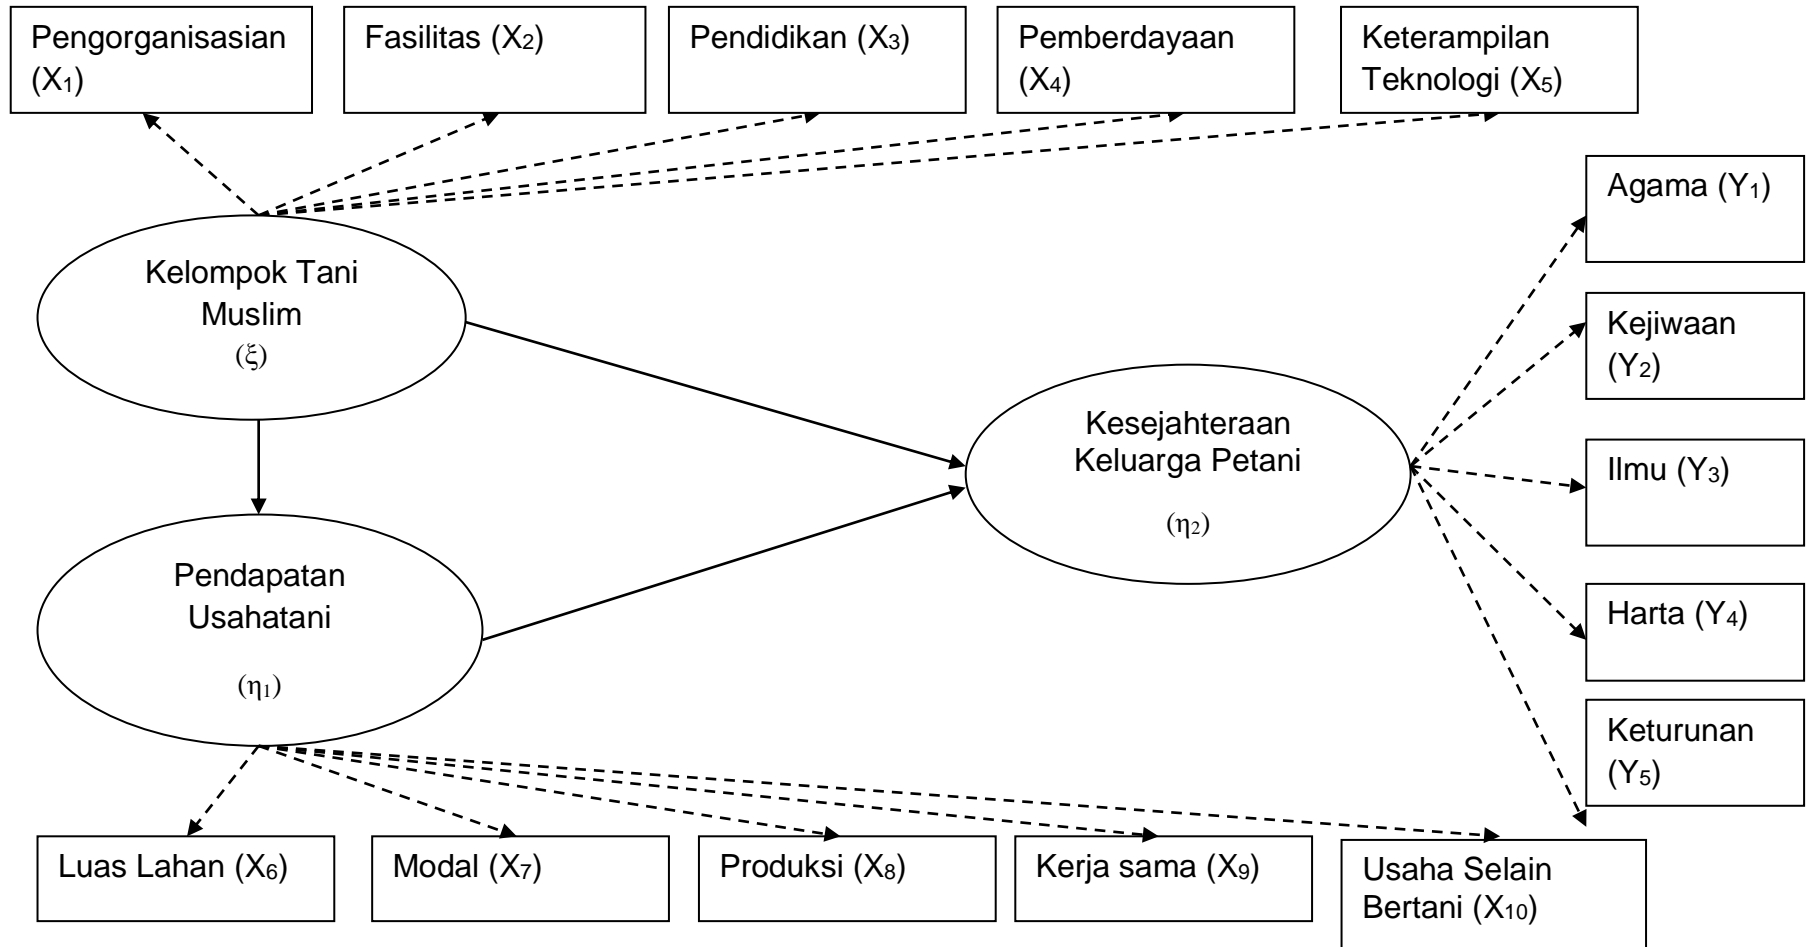 Pengorganisasian
(X₁)
Fasilitas (X₂)
Pendidikan (X₃)
Pemberdayaan
(X₄)
Keterampilan
Teknologi (X₅)
Agama (Y₁)
Kelompok Tani
Muslim
(ξ)
Kejiwaan
(Y₂)
Kesejahteraan
Keluarga Petani
(η₂)
Ilmu (Y₃)
Pendapatan
Usahatani
(η₁)
Harta (Y₄)
Keturunan
(Y₅)
Luas Lahan (X₆)
Modal (X₇)
Produksi (X₈)
Kerja sama (X₉)
Usaha Selain
Bertani (X₁₀)